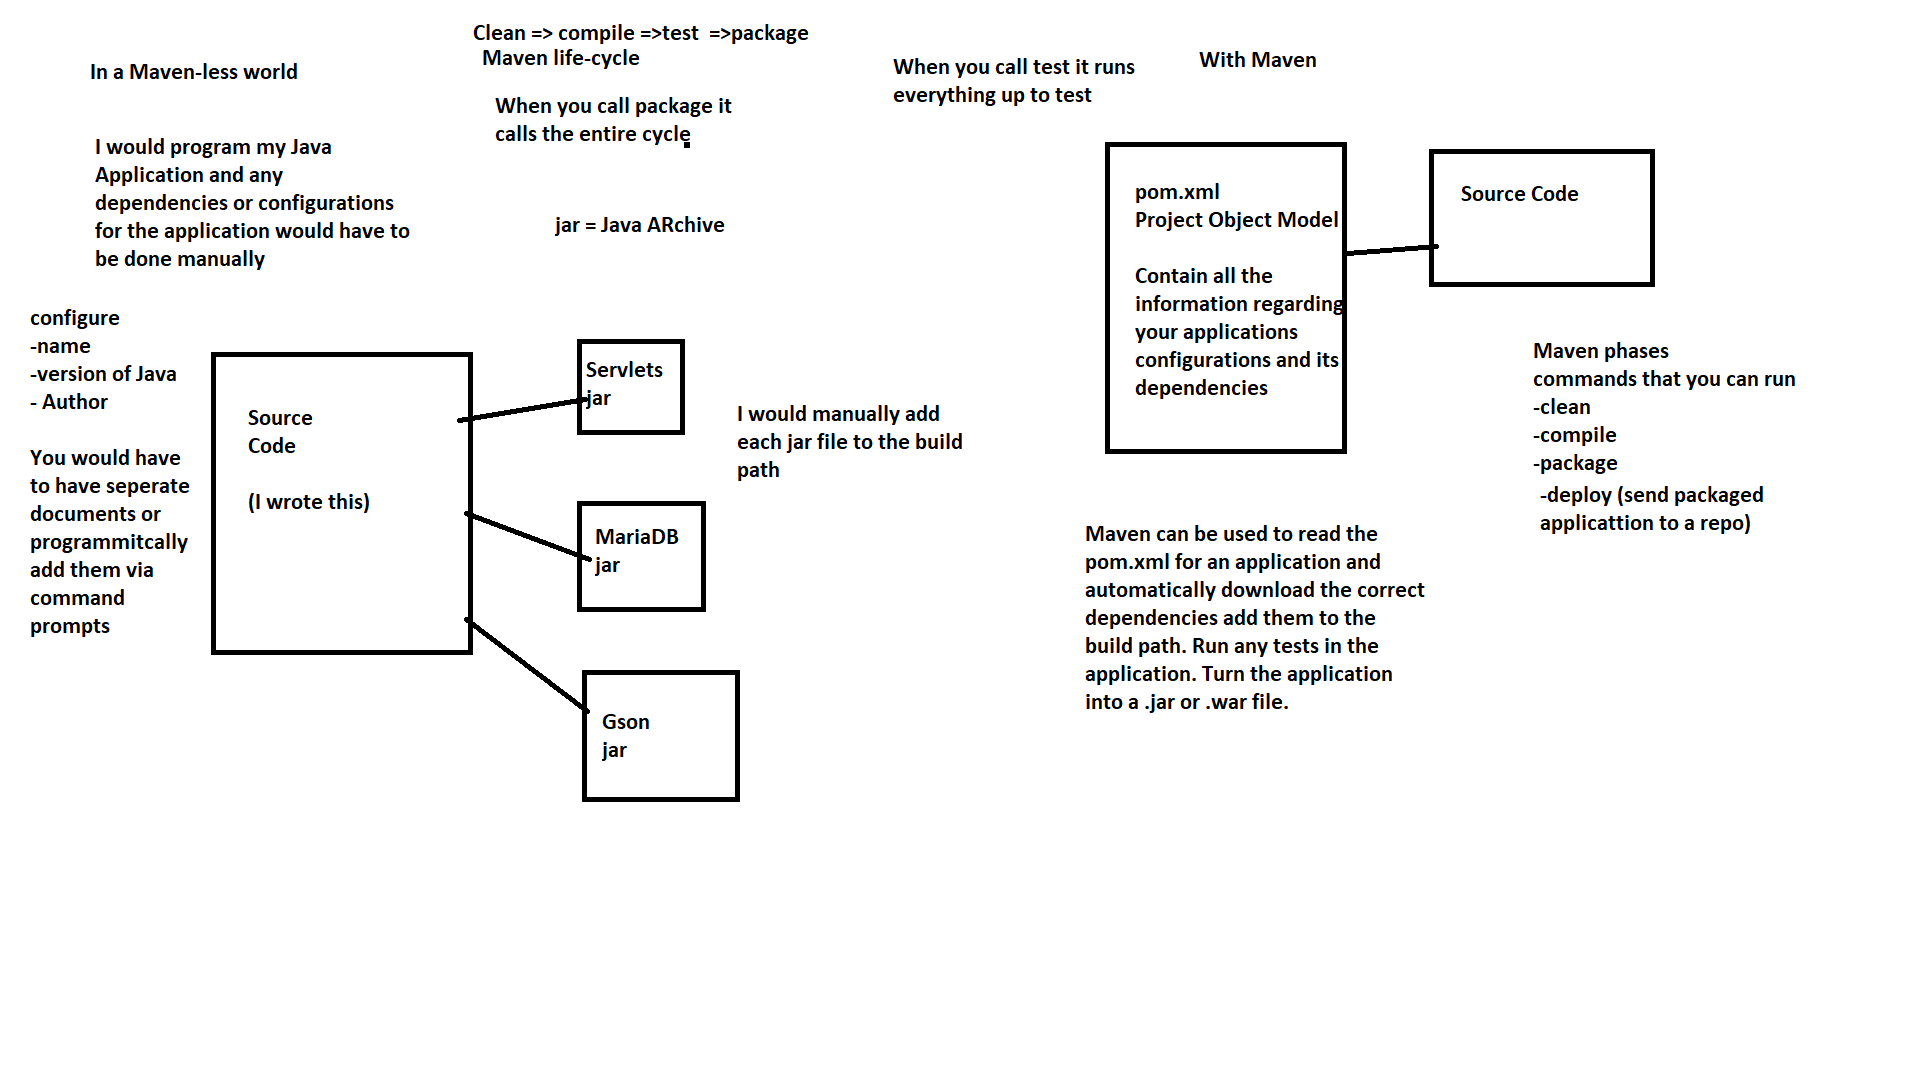 Clean => compile =>test  =>package
Maven life-cycle
In a Maven-less world
When you call package it
calls the entire cycle
When you call test it runs
everything up to test
With Maven
I would program my Java
Application and any
dependencies or configurations
for the application would have to
be done manually
jar = Java ARchive
configure
-name
-version of Java
- Author
You would have
to have seperate
documents or
programmitcally
add them via
command
prompts
Source
Code
(I wrote this)
Servlets
jar
MariaDB
jar
Gson
jar
I would manually add
each jar file to the build
path
pom.xml
Project Object Model
Contain all the
information regarding
your applications
configurations and its
dependencies
Source Code
Maven phases
commands that you can run
-clean
-compile
-package
-deploy (send packaged
applicattion to a repo)
Maven can be used to read the
pom.xml for an application and
automatically download the correct
dependencies add them to the
build path. Run any tests in the
application. Turn the application
into a .jar or .war file.